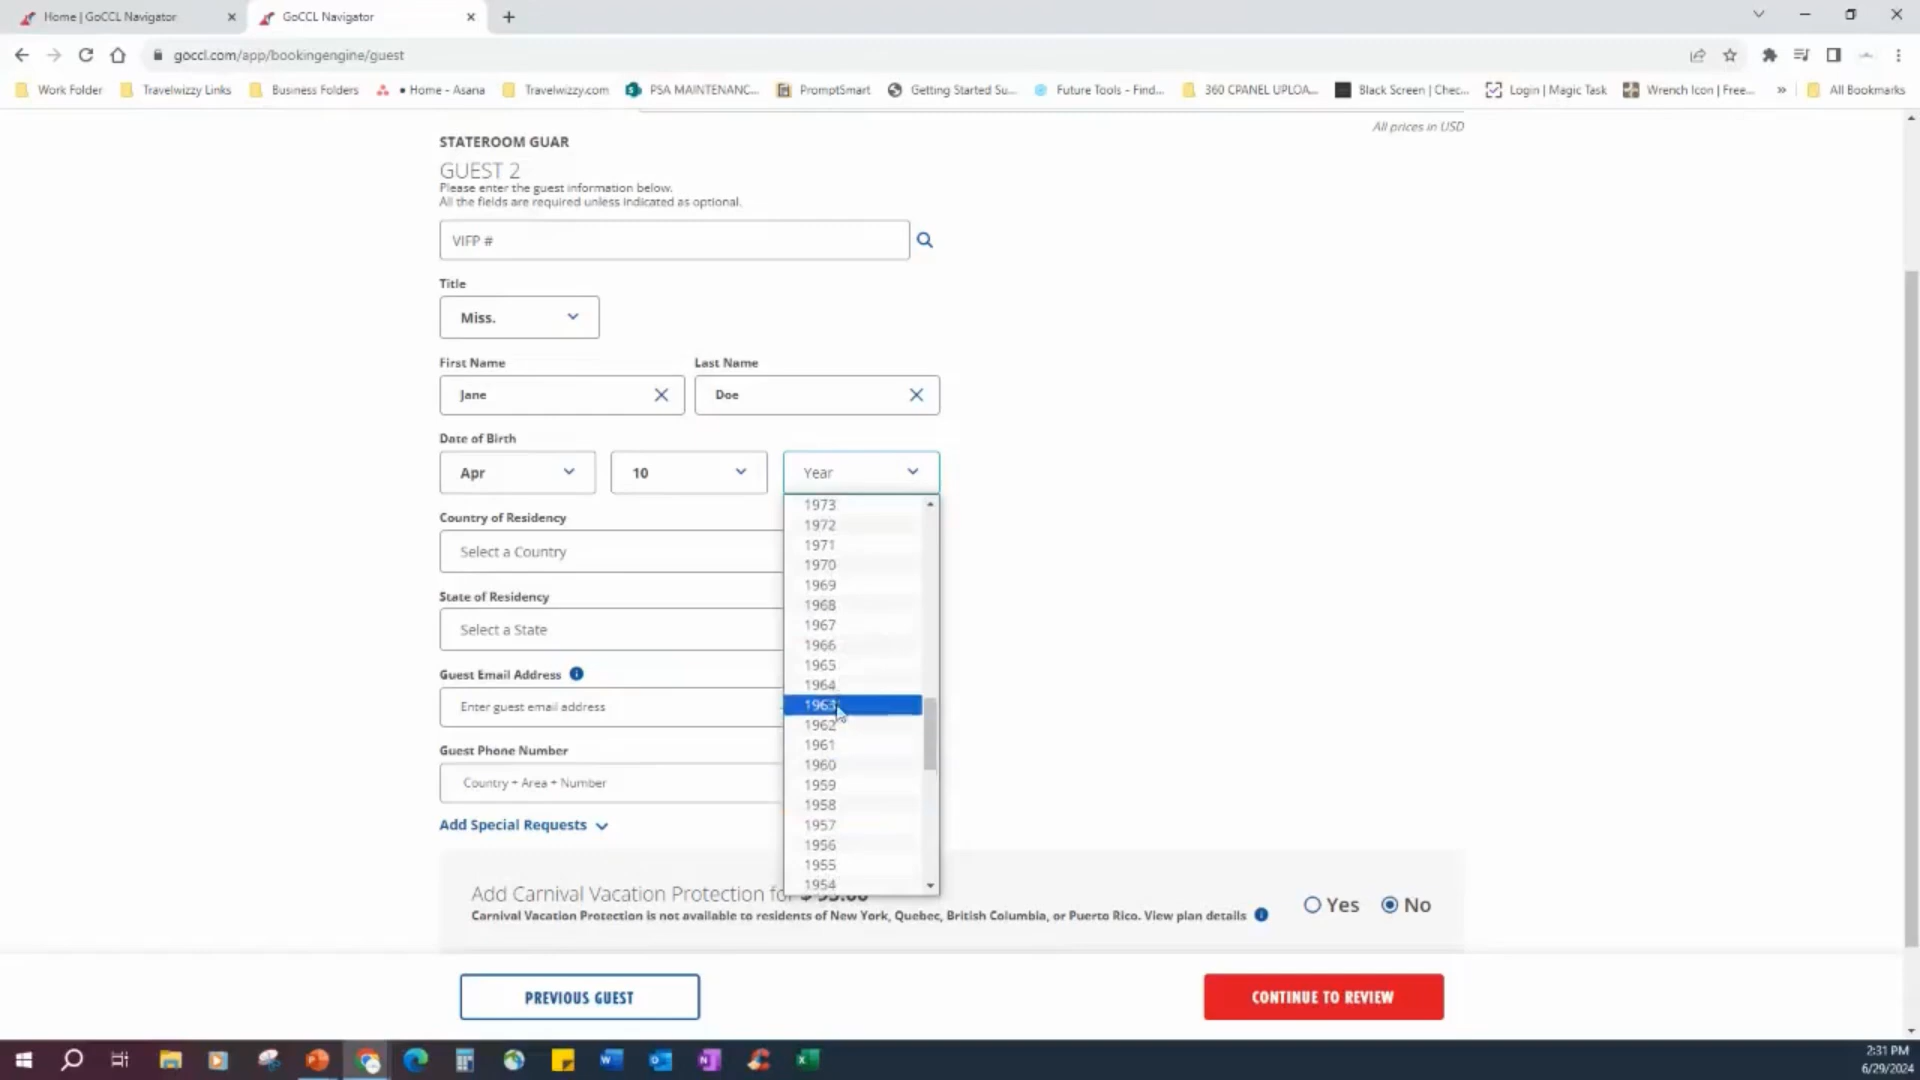 Home | GoCCL Navigator
GoCCL Navigator
goccl.com/app/bookingengine/guest
Work Folder
Travelwizzy Links
Business Folders
• Home - Asana
Travelwizzy.com
PSA MAINTENANC...
PromptSmart
Getting Started Su...
Future Tools - Find...
360 CPANEL UPLOA...
Black Screen | Chec...
Login | Magic Task
Wrench Icon | Free...
»
All Bookmarks
All prices in USD
STATEROOM GUAR
GUEST 2
Please enter the guest information below.
All the fields are required unless indicated as optional.
VIFP #
Title
Miss.
First Name
Last Name
Jane
Doe
Date of Birth
Apr
10
Year
1973
1972
1971
1970
1969
1968
1967
1966
1965
1964
1963
1962
1961
1960
1959
1958
1957
1956
1955
1954
Country of Residency
Select a Country
State of Residency
Select a State
Guest Email Address
Enter guest email address
Guest Phone Number
Country + Area + Number
Add Special Requests
Add Carnival Vacation Protection
Carnival Vacation Protection is not available to residents of New York, Quebec, British Columbia, or Puerto Rico. View plan details
Yes
No
PREVIOUS GUEST
CONTINUE TO REVIEW
2:31 PM
6/29/2024